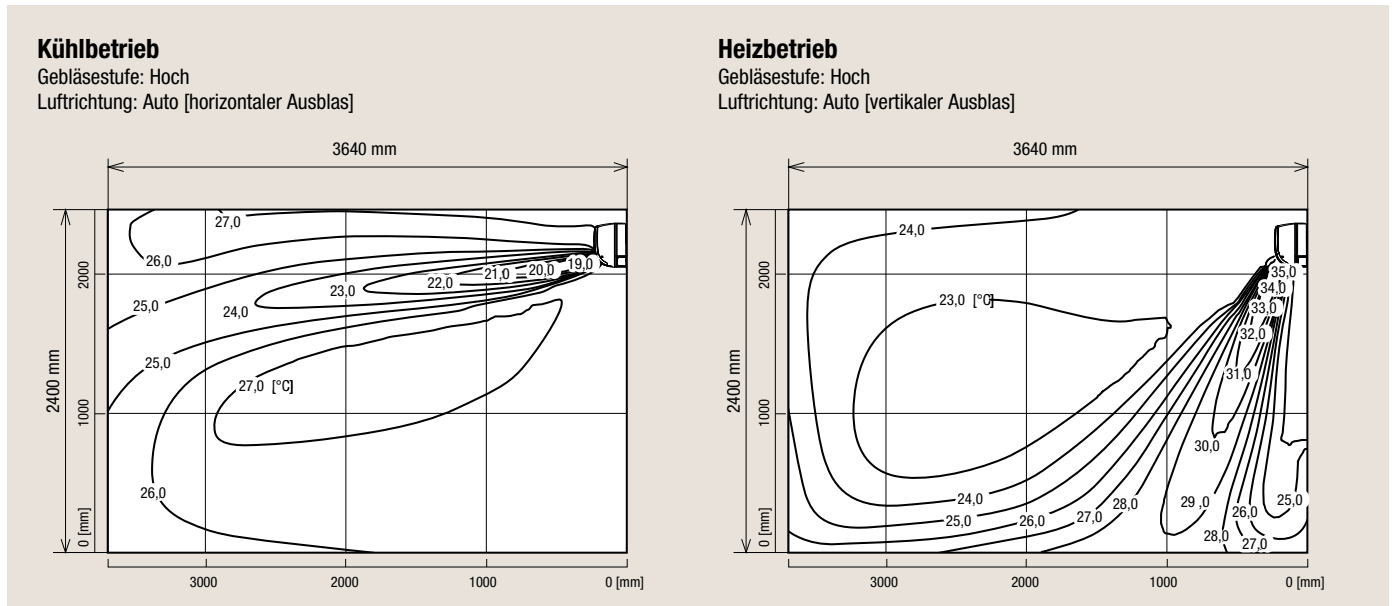 Kühlbetrieb
Gebläsestufe: Hoch
Luftrichtung: Auto [horizontaler Ausblas]
3640 mm
2400 mm
2000
1000
0 [mm]
27,0
26,0
25,0
24,0
23,0
22,0
21,0
20,0
19,0
25,0
27,0 [°C]
26,0
3000
2000
1000
0 [mm]
Heizbetrieb
Gebläsestufe: Hoch
Luftrichtung: Auto [vertikaler Ausblas]
3640 mm
2400 mm
2000
1000
0 [mm]
24,0
23,0 [°C]
35,0
34,0
33,0
32,0
31,0
30,0
29 ,0
28,0
27,0
26,0
25,0
24,0
28,0
27,0
26,0
25,0
3000
2000
1000
0 [mm]